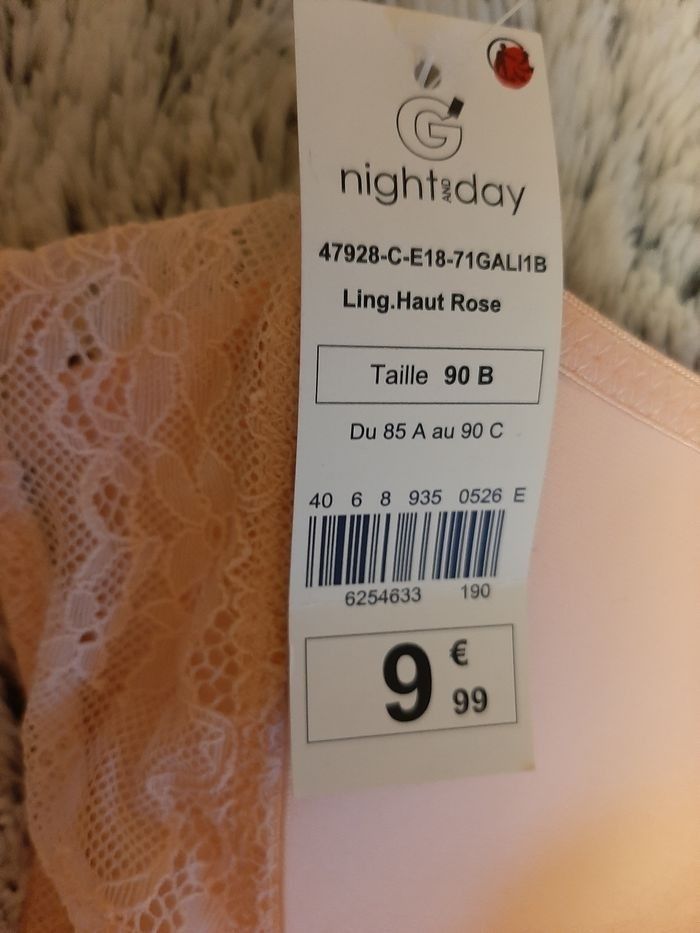 G
night AND day
47928-C-E18-71GALI1B
Ling.Haut Rose
Taille 90 B
Du 85 A au 90 C
40 6 8 935 0526 E
6254633 190
9 € 99